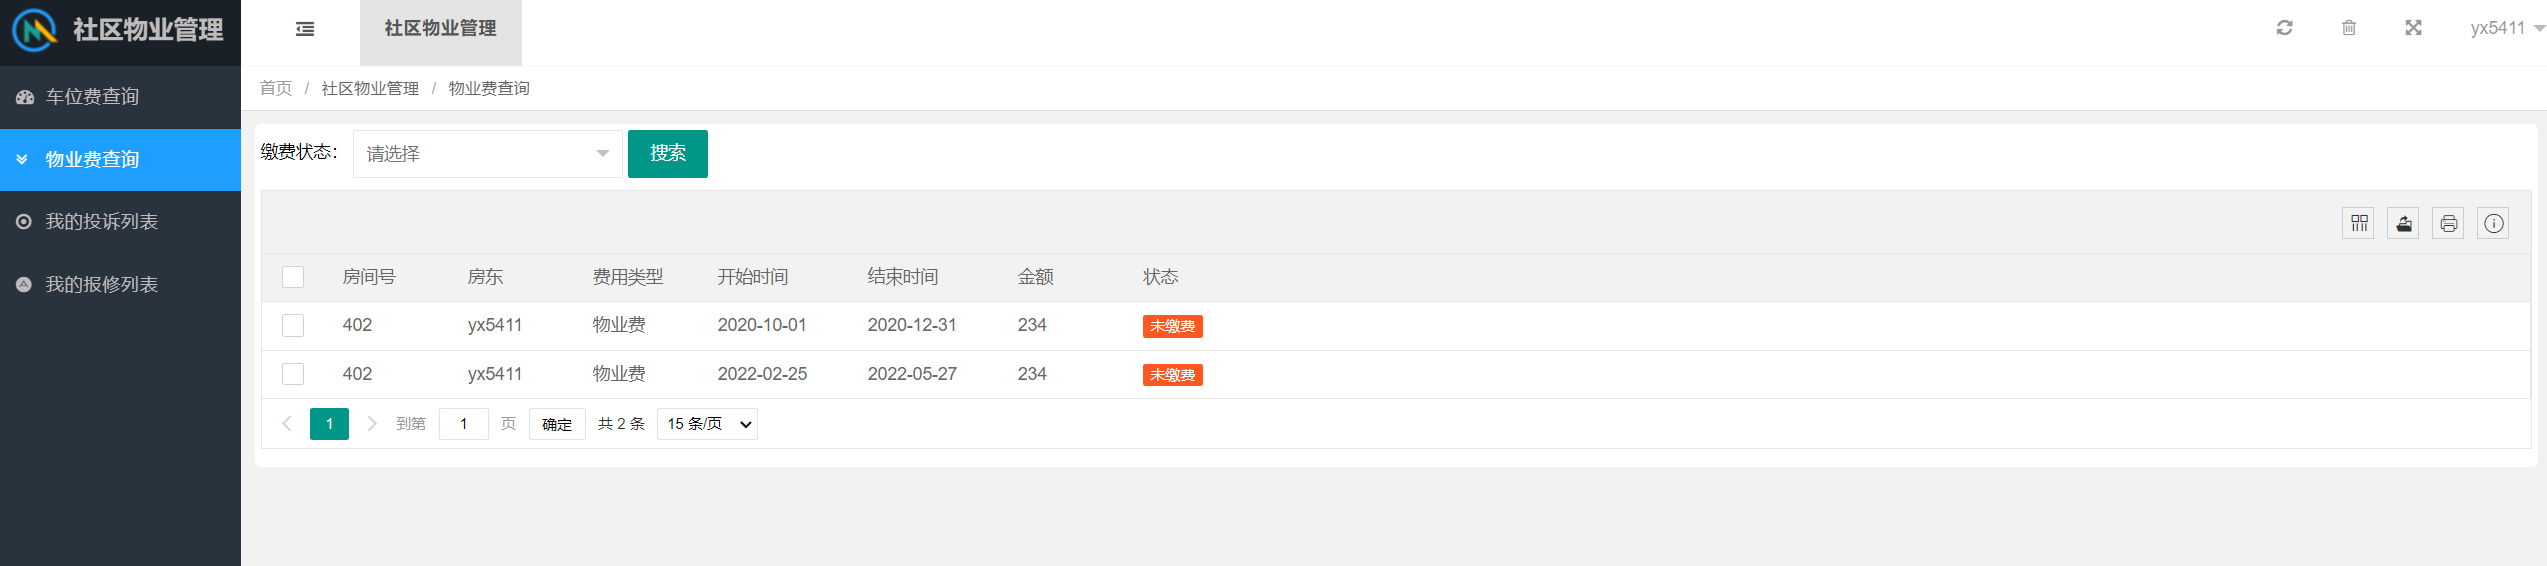 社区物业管理
社区物业管理
yx5411
首页 / 社区物业管理 / 物业费查询
车位费查询
物业费查询
我的投诉列表
我的报修列表
缴费状态： 请选择 搜索
房间号 房东 费用类型 开始时间 结束时间 金额 状态
402 yx5411 物业费 2020-10-01 2020-12-31 234 未缴费
402 yx5411 物业费 2022-02-25 2022-05-27 234 未缴费
1 到第 1 页 确定 共 2 条 15 条/页